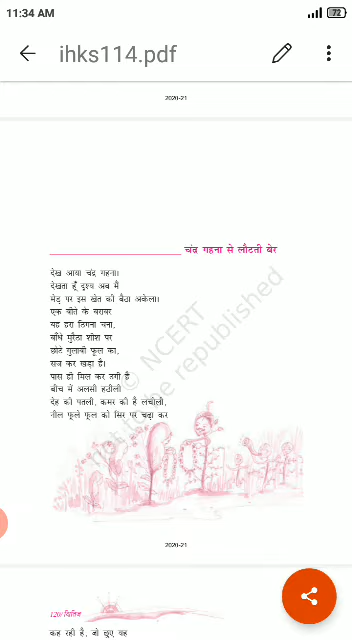 11:34 AM
72
ihks114.pdf
2020-21
चंद्र गहना से लौटती बेर
देख आया चंद्र गहना।
देखता हूँ दृश्य अब मैं
मेड़ पर इस खेत की बैठा अकेला।
एक बीते के बराबर
यह हरा ठिगना चना,
बाँधे मुरैठा शीश पर
छोटे गुलाबी फूल का,
सज कर खड़ा है।
पास ही मिल कर उगी है
बीच में अलसी हठीली
देह की पतली, कमर की है लचीली,
नील फूले फूल को सिर पर चढ़ा कर
© NCERT
not to be republished
2020-21
120/ क्षितिज
कह रही है, जो छुए यह